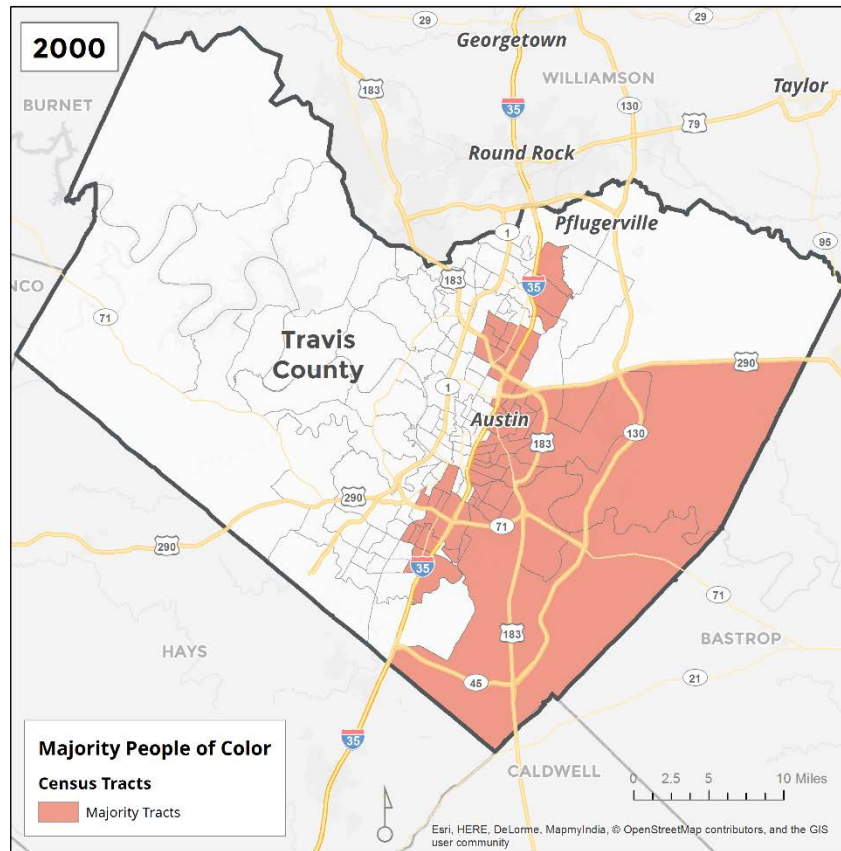 2000
29
Georgetown
29
WILLIAMSON
Taylor
183
BURNET
35
130
79
Round Rock
Pflugerville
1
95
183
35
NCO
71
Travis
County
290
1
Austin
183
130
290
71
290
35
71
183
BASTROP
HAYS
45
21
35
CALDWELL
Majority People of Color
Census Tracts
Majority Tracts
0 2.5 5 10 Miles
Esri, HERE, DeLorme, MapmyIndia, © OpenStreetMap contributors, and the GIS
user community